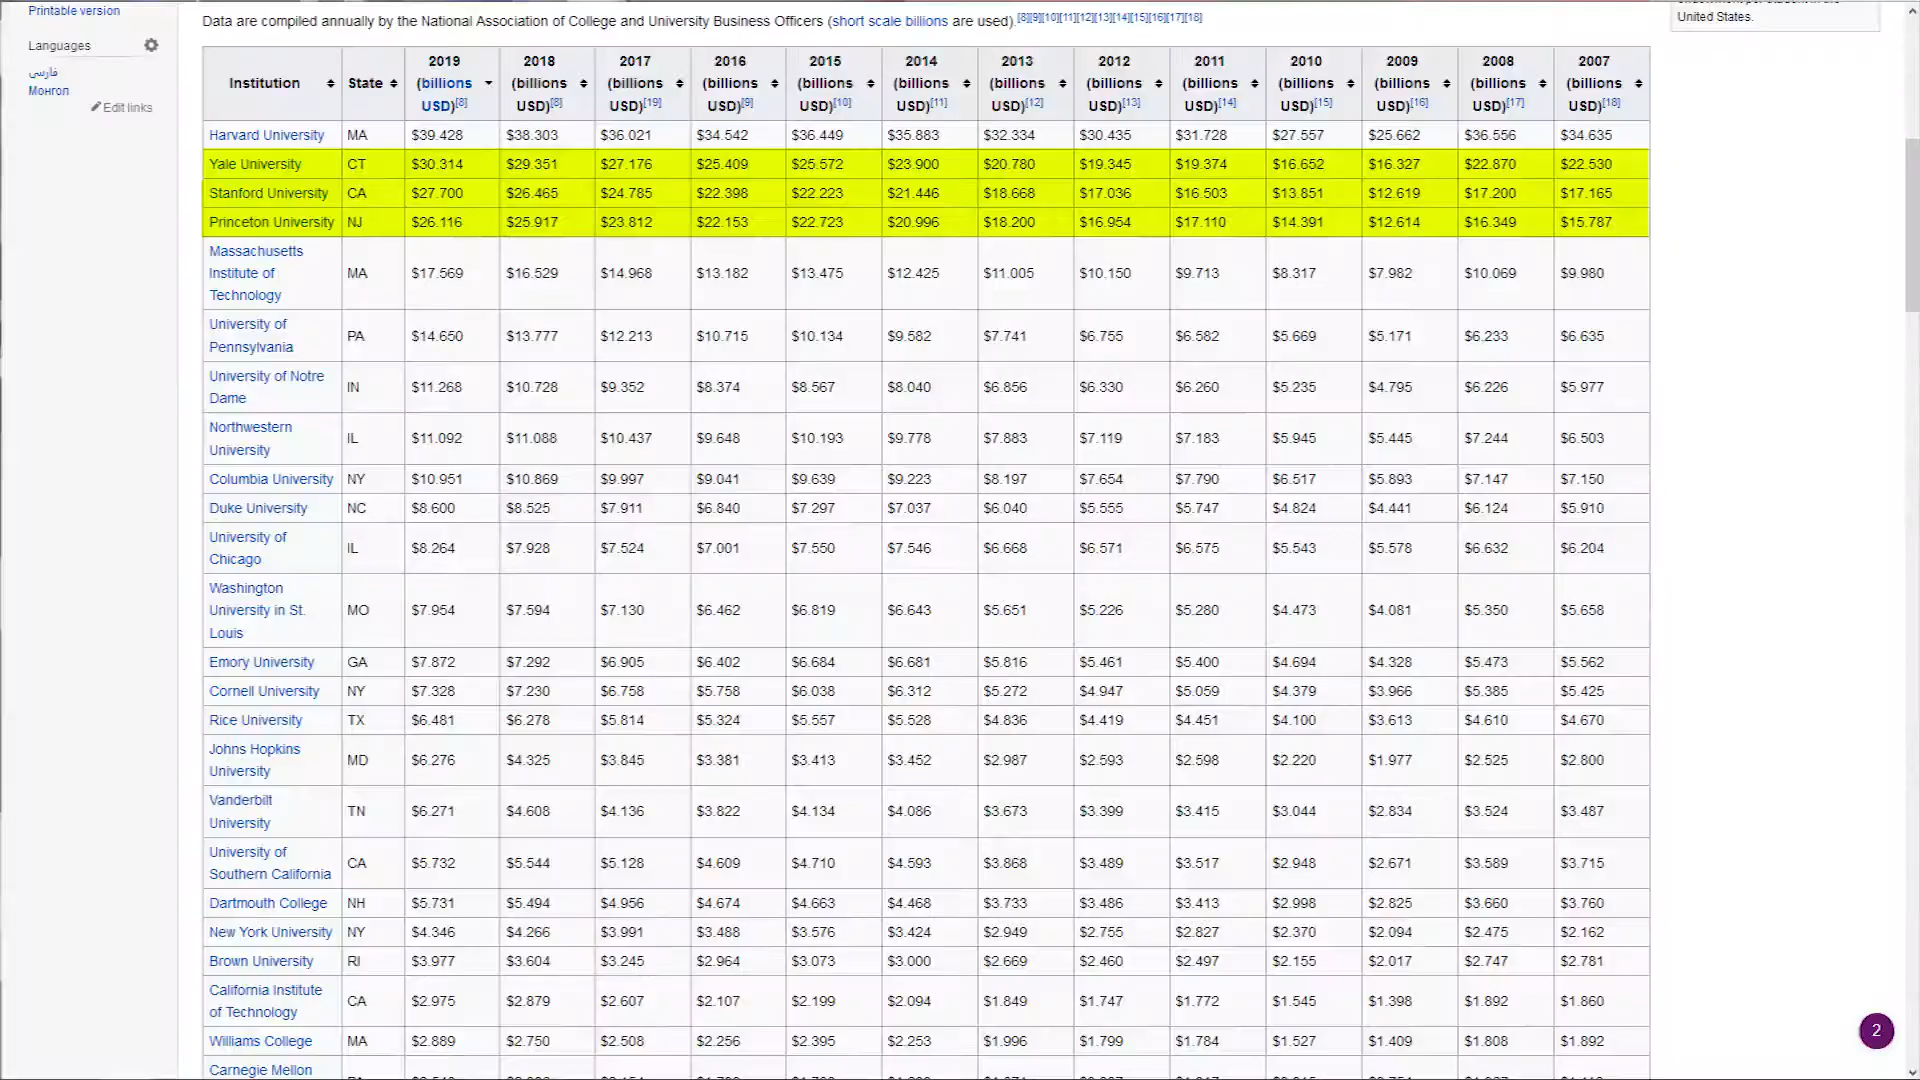 Printable version
Languages
فارسی
Монгол
Edit links
United States.
Data are compiled annually by the National Association of College and University Business Officers (short scale billions are used).[8][9][10][11][12][13][14][15][16][17][18]
Institution State 2019 (billions USD)[8] 2018 (billions USD)[8] 2017 (billions USD)[19] 2016 (billions USD)[9] 2015 (billions USD)[10] 2014 (billions USD)[11] 2013 (billions USD)[12] 2012 (billions USD)[13] 2011 (billions USD)[14] 2010 (billions USD)[15] 2009 (billions USD)[16] 2008 (billions USD)[17] 2007 (billions USD)[18]
Harvard University MA $39.428 $38.303 $36.021 $34.542 $36.449 $35.883 $32.334 $30.435 $31.728 $27.557 $25.662 $36.556 $34.635
Yale University CT $30.314 $29.351 $27.176 $25.409 $25.572 $23.900 $20.780 $19.345 $19.374 $16.652 $16.327 $22.870 $22.530
Stanford University CA $27.700 $26.465 $24.785 $22.398 $22.223 $21.446 $18.668 $17.036 $16.503 $13.851 $12.619 $17.200 $17.165
Princeton University NJ $26.116 $25.917 $23.812 $22.153 $22.723 $20.996 $18.200 $16.954 $17.110 $14.391 $12.614 $16.349 $15.787
Massachusetts Institute of Technology MA $17.569 $16.529 $14.968 $13.182 $13.475 $12.425 $11.005 $10.150 $9.713 $8.317 $7.982 $10.069 $9.980
University of Pennsylvania PA $14.650 $13.777 $12.213 $10.715 $10.134 $9.582 $7.741 $6.755 $6.582 $5.669 $5.171 $6.233 $6.635
University of Notre Dame IN $11.268 $10.728 $9.352 $8.374 $8.567 $8.040 $6.856 $6.330 $6.260 $5.235 $4.795 $6.226 $5.977
Northwestern University IL $11.092 $11.088 $10.437 $9.648 $10.193 $9.778 $7.883 $7.119 $7.183 $5.945 $5.445 $7.244 $6.503
Columbia University NY $10.951 $10.869 $9.997 $9.041 $9.639 $9.223 $8.197 $7.654 $7.790 $6.517 $5.893 $7.147 $7.150
Duke University NC $8.600 $8.525 $7.911 $6.840 $7.297 $7.037 $6.040 $5.555 $5.747 $4.824 $4.441 $6.124 $5.910
University of Chicago IL $8.264 $7.928 $7.524 $7.001 $7.550 $7.546 $6.668 $6.571 $6.575 $5.543 $5.578 $6.632 $6.204
Washington University in St. Louis MO $7.954 $7.594 $7.130 $6.462 $6.819 $6.643 $5.651 $5.226 $5.280 $4.473 $4.081 $5.350 $5.658
Emory University GA $7.872 $7.292 $6.905 $6.402 $6.684 $6.681 $5.816 $5.461 $5.400 $4.694 $4.328 $5.473 $5.562
Cornell University NY $7.328 $7.230 $6.758 $5.758 $6.038 $6.312 $5.272 $4.947 $5.059 $4.379 $3.966 $5.385 $5.425
Rice University TX $6.481 $6.278 $5.814 $5.324 $5.557 $5.528 $4.836 $4.419 $4.451 $4.100 $3.613 $4.610 $4.670
Johns Hopkins University MD $6.276 $4.325 $3.845 $3.381 $3.413 $3.452 $2.987 $2.593 $2.598 $2.220 $1.977 $2.525 $2.800
Vanderbilt University TN $6.271 $4.608 $4.136 $3.822 $4.134 $4.086 $3.673 $3.399 $3.415 $3.044 $2.834 $3.524 $3.487
University of Southern California CA $5.732 $5.544 $5.128 $4.609 $4.710 $4.593 $3.868 $3.489 $3.517 $2.948 $2.671 $3.589 $3.715
Dartmouth College NH $5.731 $5.494 $4.956 $4.674 $4.663 $4.468 $3.733 $3.486 $3.413 $2.998 $2.825 $3.660 $3.760
New York University NY $4.346 $4.266 $3.991 $3.488 $3.576 $3.424 $2.949 $2.755 $2.827 $2.370 $2.094 $2.475 $2.162
Brown University RI $3.977 $3.604 $3.245 $2.964 $3.073 $3.000 $2.669 $2.460 $2.497 $2.155 $2.017 $2.747 $2.781
California Institute of Technology CA $2.975 $2.879 $2.607 $2.107 $2.199 $2.094 $1.849 $1.747 $1.772 $1.545 $1.398 $1.892 $1.860
Williams College MA $2.889 $2.750 $2.508 $2.256 $2.395 $2.253 $1.996 $1.799 $1.784 $1.527 $1.409 $1.808 $1.892
Carnegie Mellon
2